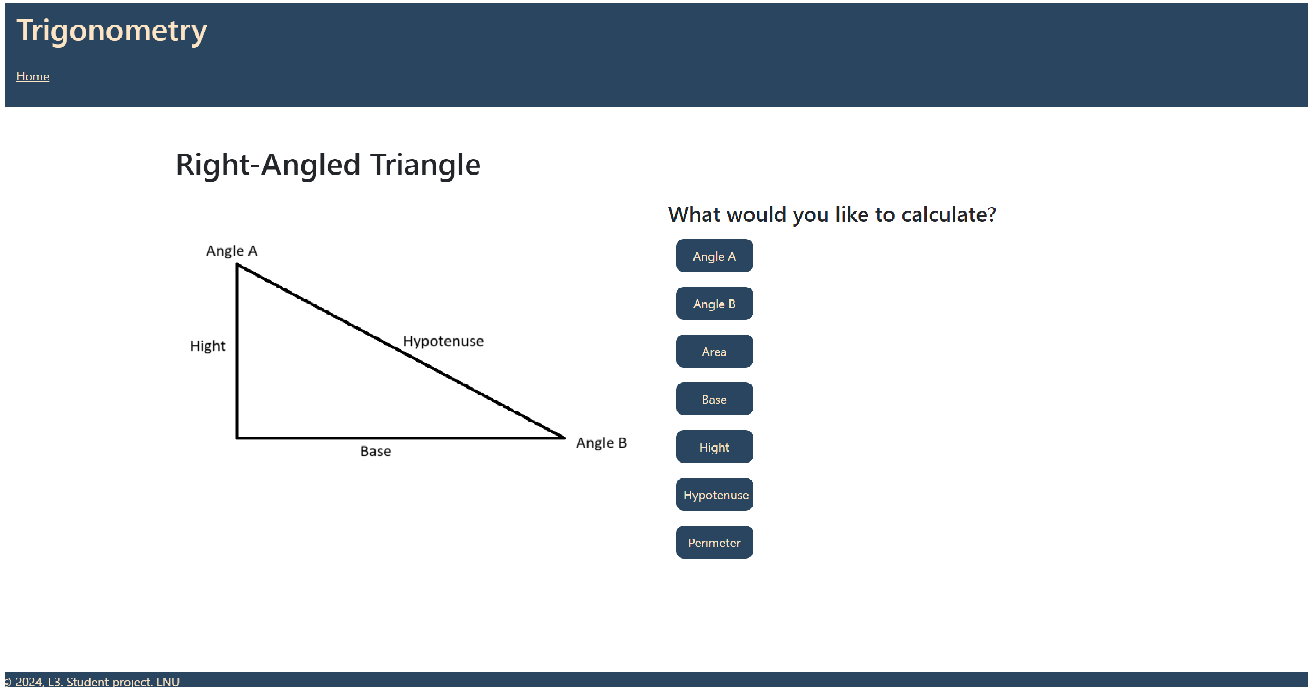 Trigonometry
Home
Right-Angled Triangle
What would you like to calculate?
Angle A
Hight
Hypotenuse
Base
Angle B
Angle A
Angle B
Area
Base
Hight
Hypotenuse
Perimeter
© 2024, L3. Student project. LNU